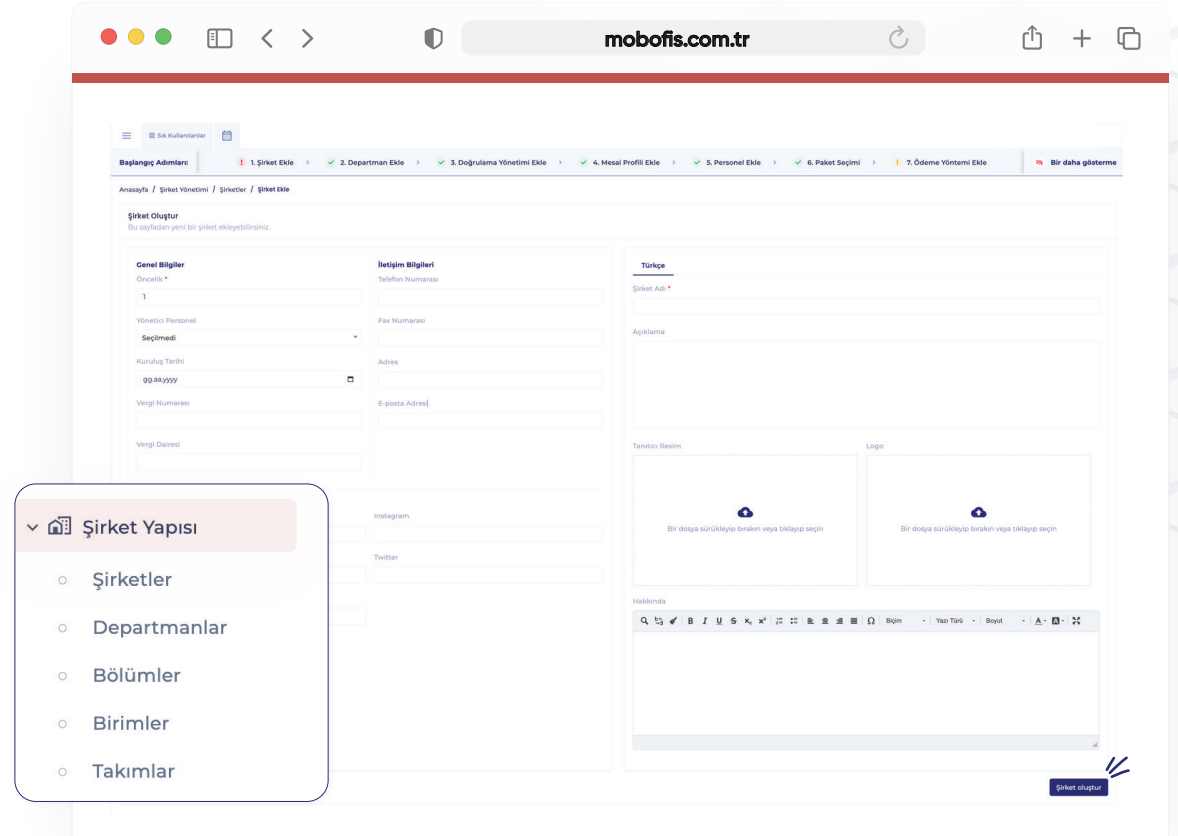 mobofis.com.tr
Sık Kullanılanlar
Başlangıç Adımları:
! 1. Şirket Ekle
2. Departman Ekle
3. Doğrulama Yönetimi Ekle
4. Mesai Profili Ekle
5. Personel Ekle
6. Paket Seçimi
! 7. Ödeme Yöntemi Ekle
Bir daha gösterme
Anasayfa / Şirket Yönetimi / Şirketler / Şirket Ekle
Şirket Oluştur
Bu sayfadan yeni bir şirket ekleyebilirsiniz.
Genel Bilgiler
Öncelik *
1
Yönetici Personel
Seçilmedi
Kuruluş Tarihi
gg.aa.yyyy
Vergi Numarası
Vergi Dairesi
İletişim Bilgileri
Telefon Numarası
Fax Numarası
Adres
E-posta Adresi
Instagram
Twitter
Türkçe
Şirket Adı *
Açıklama
Tanıtıcı Resim
Bir dosya sürükleyip bırakın veya tıklayıp seçin
Logo
Bir dosya sürükleyip bırakın veya tıklayıp seçin
Hakkında
B I U S x₂ x² Ω Biçim Yazı Türü Boyut A A
Şirket oluştur
Şirket Yapısı
Şirketler
Departmanlar
Bölümler
Birimler
Takımlar